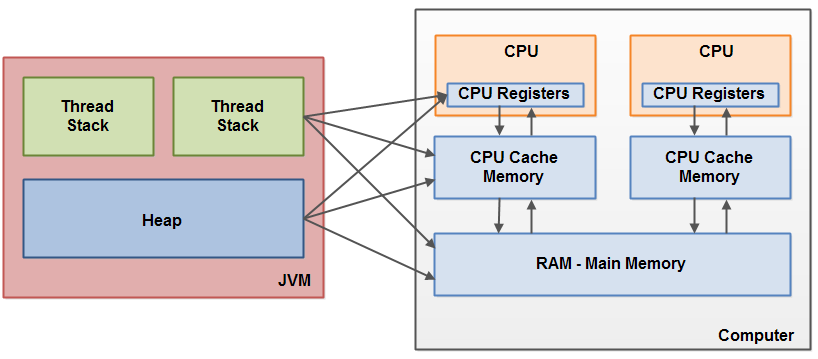 CPU
CPU
Thread
Stack
Thread
Stack
CPU Registers
CPU Registers
CPU Cache
Memory
CPU Cache
Memory
Heap
RAM - Main Memory
JVM
Computer